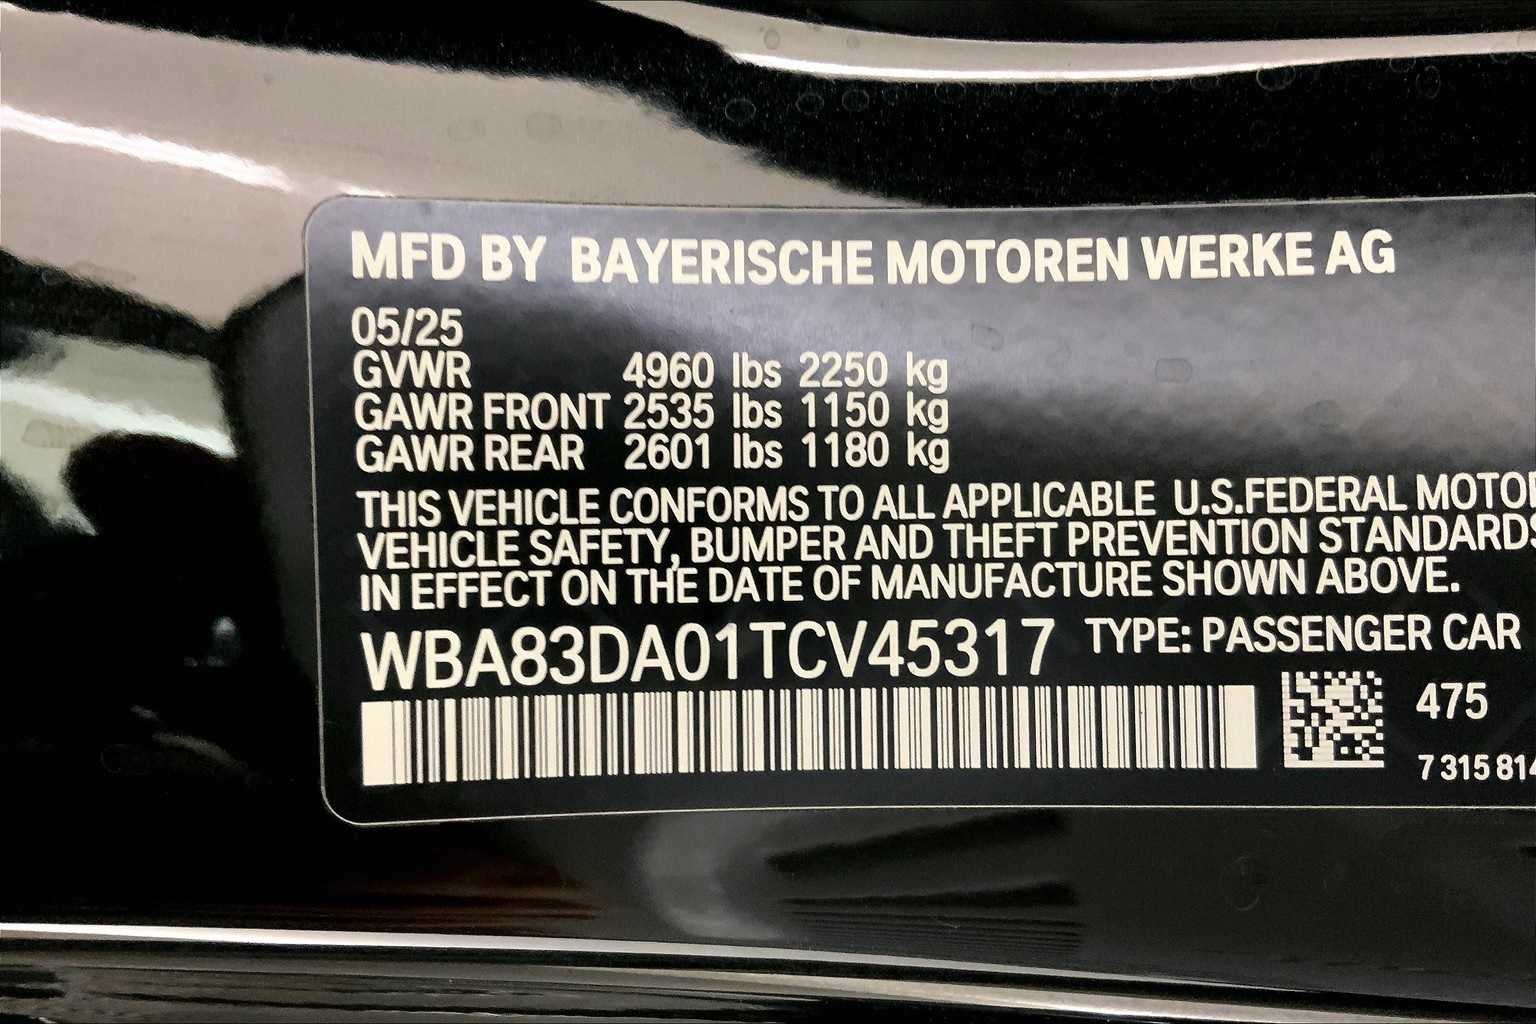 MFD BY BAYERISCHE MOTOREN WERKE AG
05/25
GVWR 4960 lbs 2250 kg
GAWR FRONT 2535 lbs 1150 kg
GAWR REAR 2601 lbs 1180 kg
THIS VEHICLE CONFORMS TO ALL APPLICABLE U.S.FEDERAL MOTOR
VEHICLE SAFETY, BUMPER AND THEFT PREVENTION STANDARDS
IN EFFECT ON THE DATE OF MANUFACTURE SHOWN ABOVE.
WBA83DA01TCV45317 TYPE: PASSENGER CAR
475
7 315 814